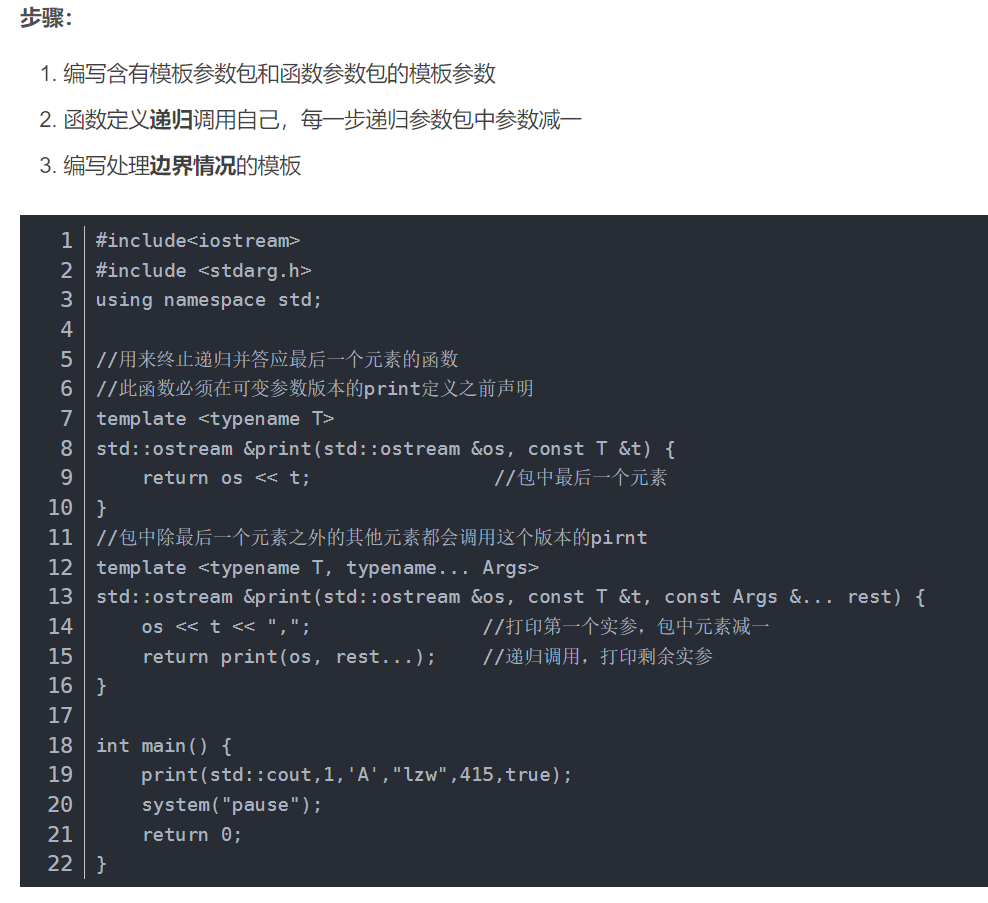 步骤：
1. 编写含有模板参数包和函数参数包的模板参数
2. 函数定义递归调用自己，每一步递归参数包中参数减一
3. 编写处理边界情况的模板
1 #include<iostream>
2 #include <stdarg.h>
3 using namespace std;
4
5 //用来终止递归并答应最后一个元素的函数
6 //此函数必须在可变参数版本的print定义之前声明
7 template <typename T>
8 std::ostream &print(std::ostream &os, const T &t) {
9     return os << t;                //包中最后一个元素
10 }
11 //包中除最后一个元素之外的其他元素都会调用这个版本的pirnt
12 template <typename T, typename... Args>
13 std::ostream &print(std::ostream &os, const T &t, const Args &... rest) {
14     os << t << ",";               //打印第一个实参，包中元素减一
15     return print(os, rest...);    //递归调用，打印剩余实参
16 }
17
18 int main() {
19     print(std::cout,1,'A',"lzw",415,true);
20     system("pause");
21     return 0;
22 }